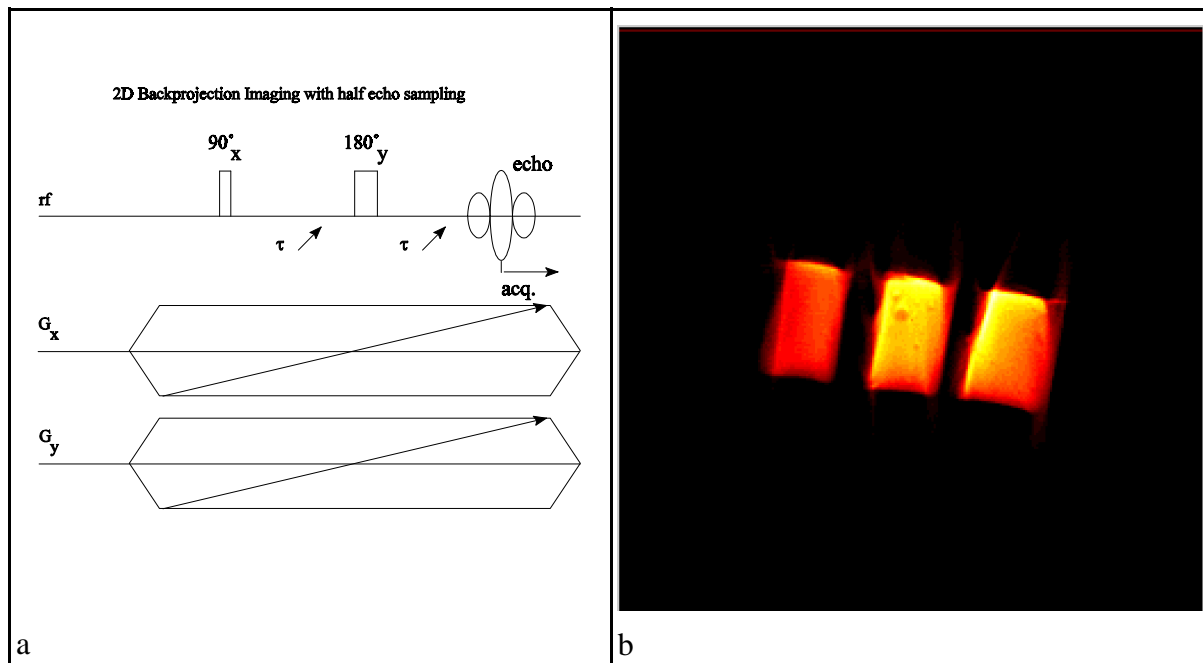 2D Backprojection Imaging with half echo sampling
90°x 180°y
echo
rf
τ τ
acq.
Gx
Gy
a b